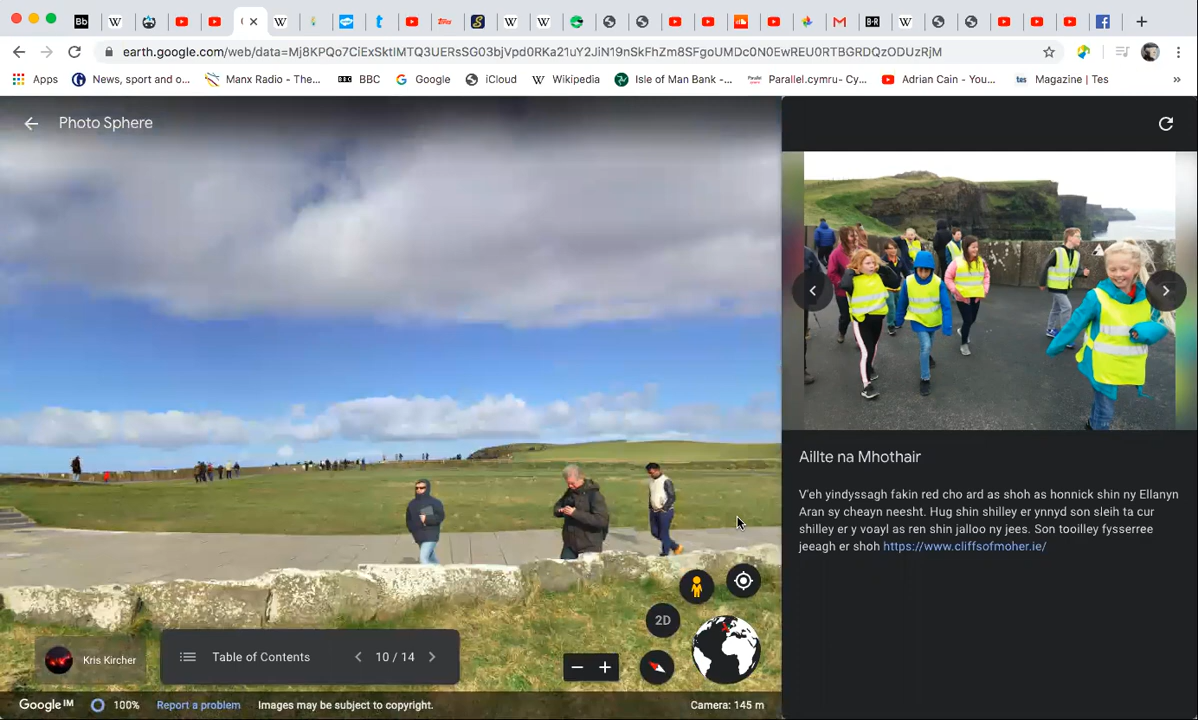 earth.google.com/web/data=Mj8KPQo7CiExSktlMTQ3UERsSG03bjVpd0RKa21uY2JiN19nSkFhZm8SFgoUMDc0N0EwREU0RTBGRDQzODUzRjM
Apps
News, sport and o...
Manx Radio - The...
BBC
Google
iCloud
Wikipedia
Isle of Man Bank -...
Parallel.cymru- Cy...
Adrian Cain - You...
Magazine | Tes
»
Photo Sphere
Aillte na Mhothair
V'eh yindyssagh fakin red cho ard as shoh as honnick shin ny Ellanyn
Aran sy cheayn neesht. Hug shin shilley er ynnyd son sleih ta cur
shilley er y voayl as ren shin jalloo ny jees. Son tooilley fysserree
jeeagh er shoh https://www.cliffsofmoher.ie/
2D
Kris Kircher
Table of Contents
10 / 14
Google IM
100%
Report a problem
Images may be subject to copyright.
Camera: 145 m